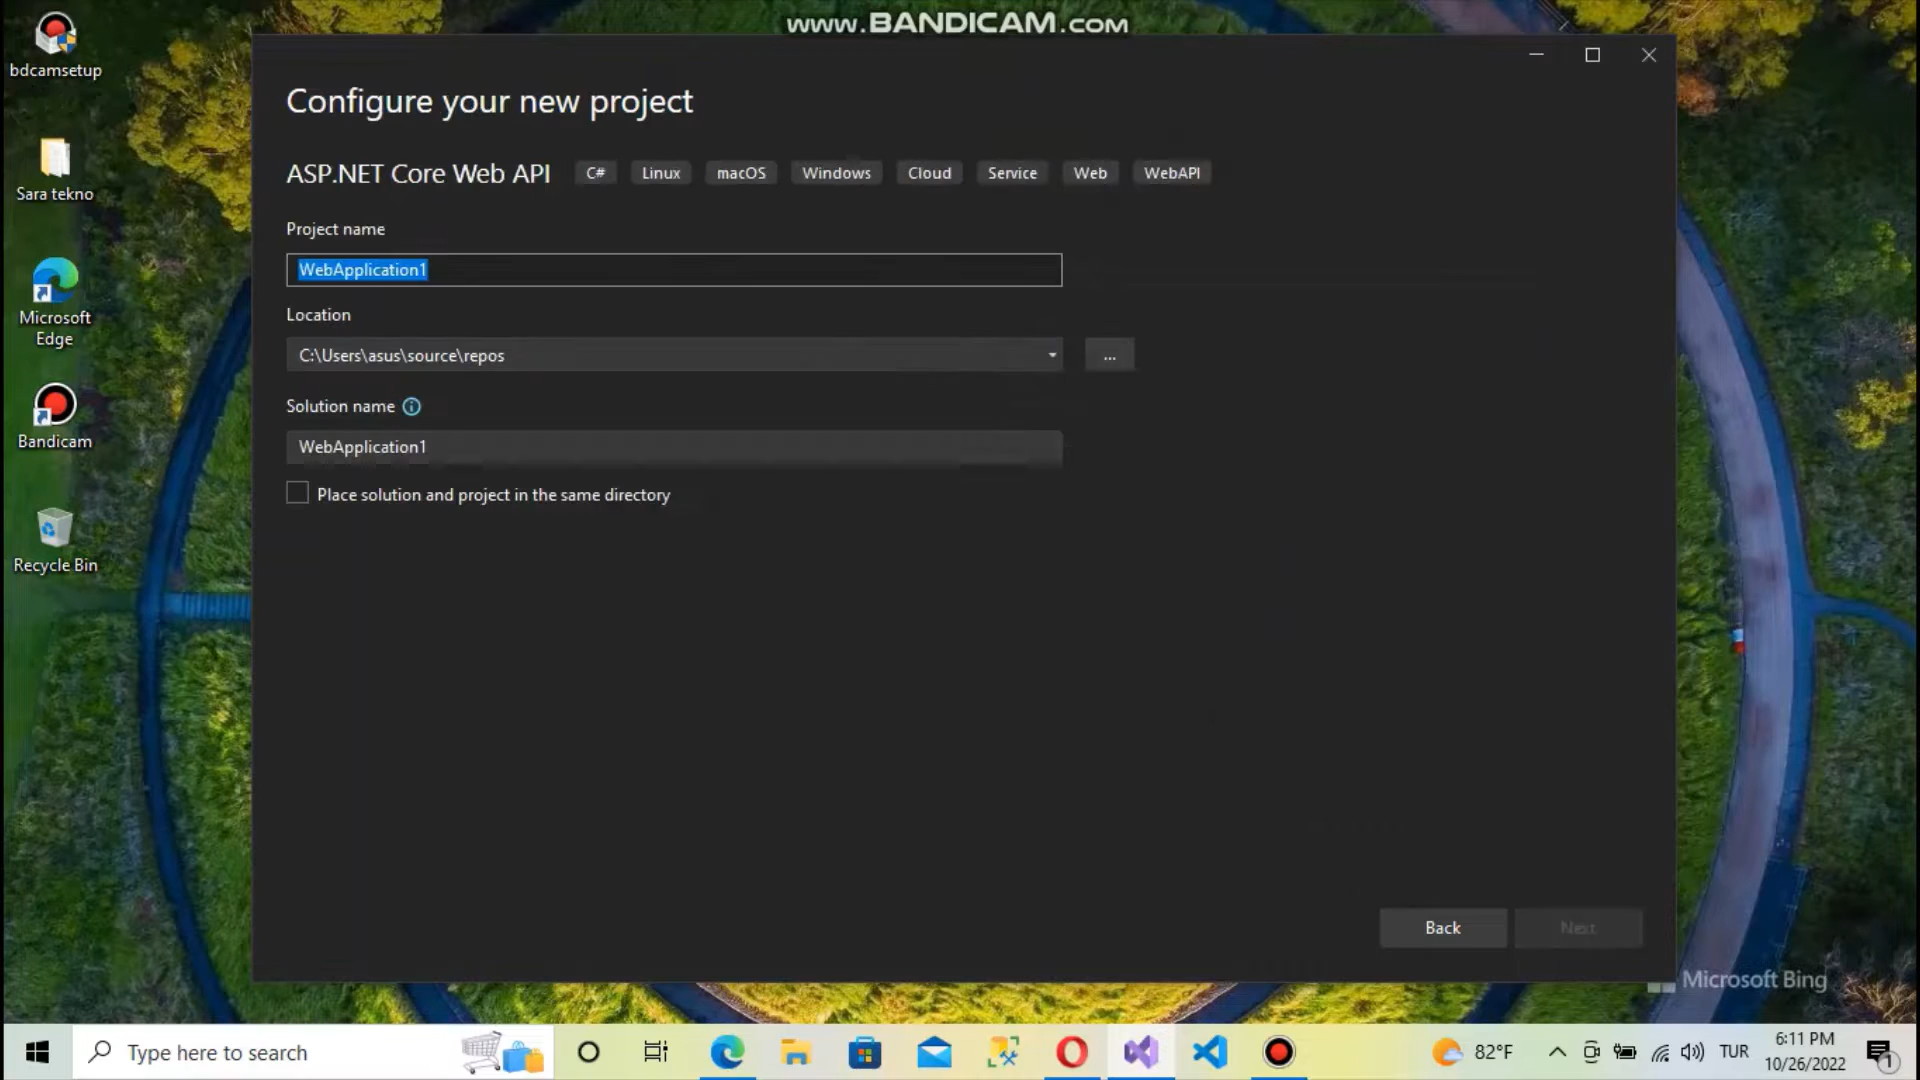 www.BANDICAM.com
bdcamsetup
Sara tekno
Microsoft
Edge
Bandicam
Recycle Bin
Configure your new project
ASP.NET Core Web API C# Linux macOS Windows Cloud Service Web WebAPI
Project name
WebApplication1
Location
C:\Users\asus\source\repos
...
Solution name
WebApplication1
Place solution and project in the same directory
Back Next
Microsoft Bing
Type here to search
82°F
TUR
6:11 PM
10/26/2022
1